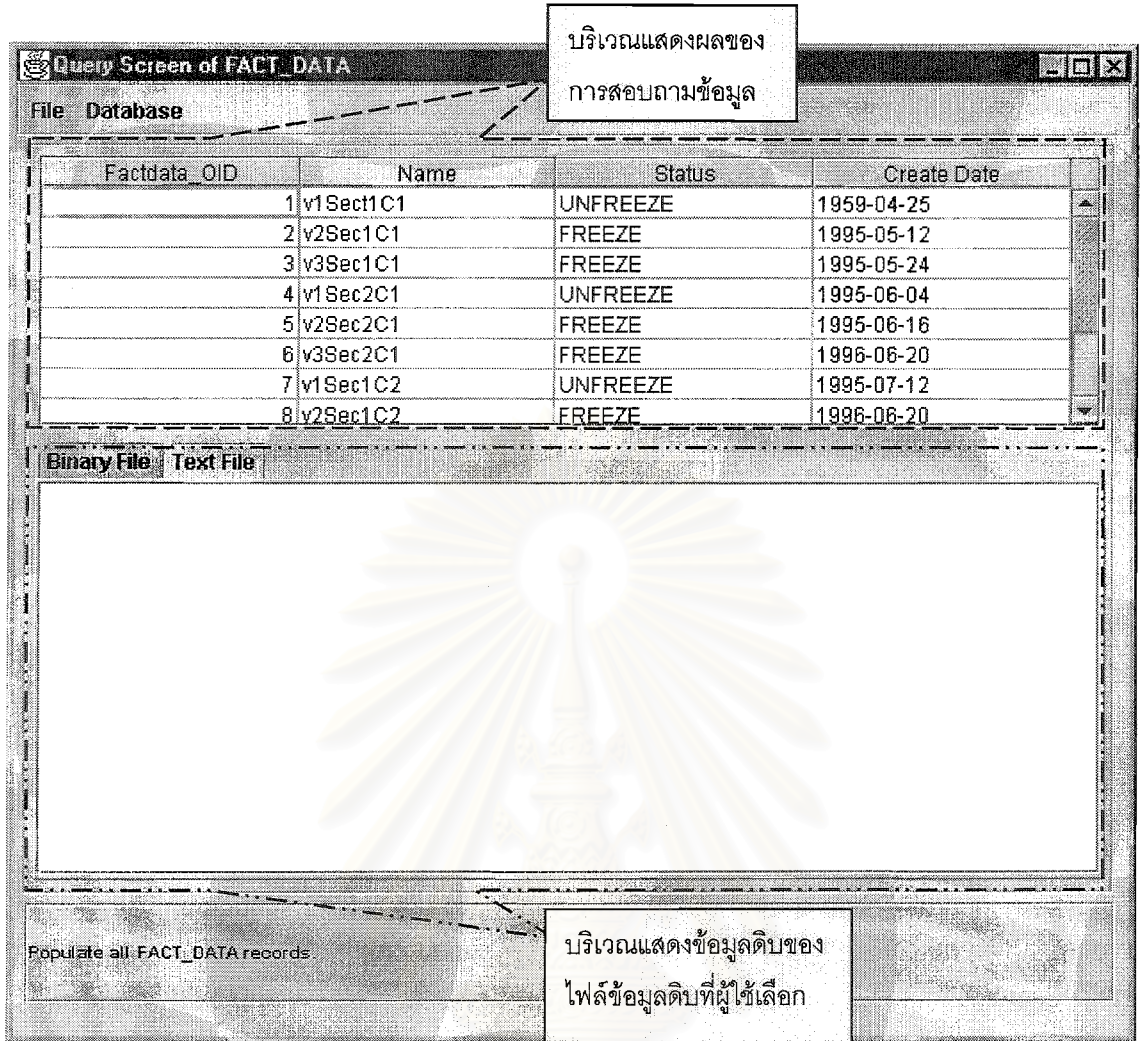 บริเวณแสดงผลของ
การสอบถามข้อมูล
Query Screen of FACT_DATA
File Database
Factdata_OID Name Status Create Date
1 v1Sect1C1 UNFREEZE 1959-04-25
2 v2Sec1C1 FREEZE 1995-05-12
3 v3Sec1C1 FREEZE 1995-05-24
4 v1Sec2C1 UNFREEZE 1995-06-04
5 v2Sec2C1 FREEZE 1995-06-16
6 v3Sec2C1 FREEZE 1996-06-20
7 v1Sec1C2 UNFREEZE 1995-07-12
8 v2Sec1C2 FREEZE 1996-06-20
Binary File Text File
Populate all FACT_DATA records
บริเวณแสดงข้อมูลดิบของ
ไฟล์ข้อมูลดิบที่ผู้ใช้เลือก